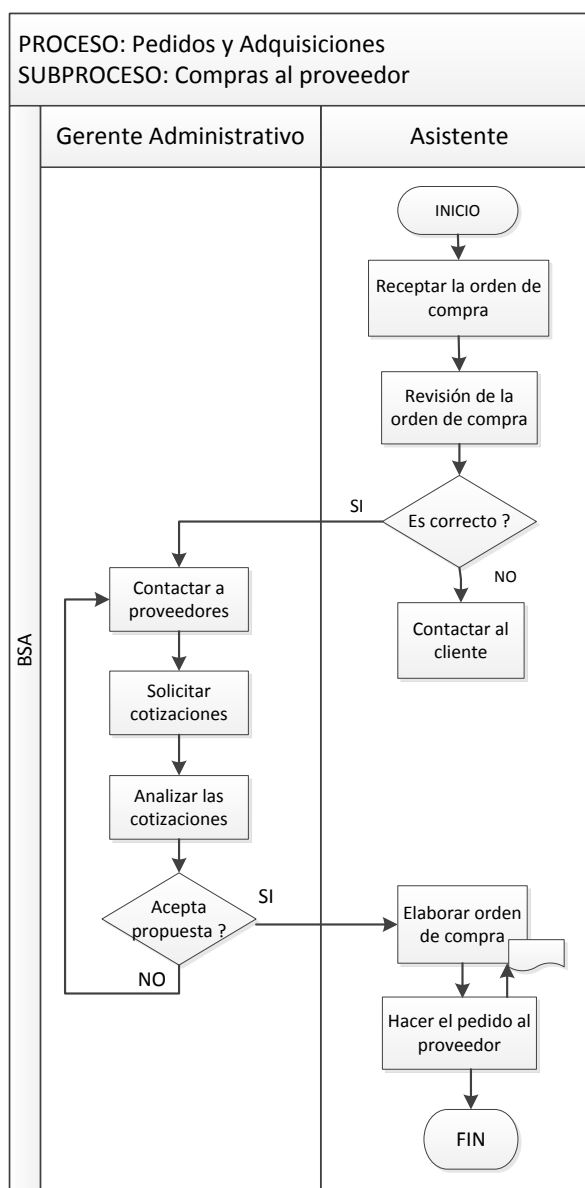 PROCESO: Pedidos y Adquisiciones
SUBPROCESO: Compras al proveedor
Gerente Administrativo
Asistente
BSA
INICIO
Receptar la orden de
compra
Revisión de la
orden de compra
Es correcto ?
SI
NO
Contactar a
proveedores
Contactar al
cliente
Solicitar
cotizaciones
Analizar las
cotizaciones
Acepta
propuesta ?
SI
NO
Elaborar orden
de compra
Hacer el pedido al
proveedor
FIN